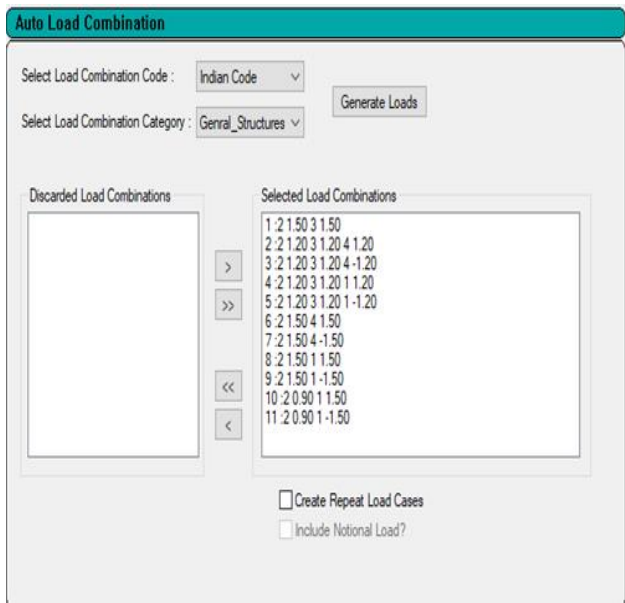 Auto Load Combination
Select Load Combination Code : Indian Code
Generate Loads
Select Load Combination Category : Genral_Structures
Discarded Load Combinations
Selected Load Combinations
1 :2 1.50 3 1.50
2 :2 1.20 3 1.20 4 1.20
3 :2 1.20 3 1.20 4 -1.20
4 :2 1.20 3 1.20 1 1.20
5 :2 1.20 3 1.20 1 -1.20
6 :2 1.50 4 1.50
7 :2 1.50 4 -1.50
8 :2 1.50 1 1.50
9 :2 1.50 1 -1.50
10 :2 0.90 1 1.50
11 :2 0.90 1 -1.50
>
>>
<<
<
Create Repeat Load Cases
Include Notional Load?